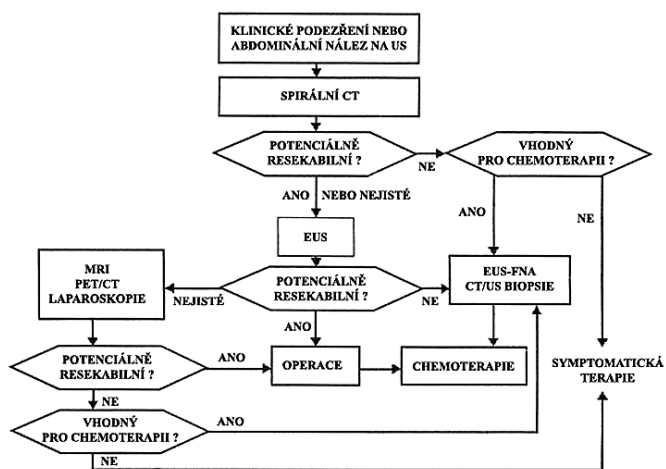 KLINICKÉ PODEZŘENÍ NEBO
ABDOMINÁLNÍ NÁLEZ NA US
SPIRÁLNÍ CT
POTENCIÁLNĚ
RESEKABILNÍ ?
NE
VHODNÝ
PRO CHEMOTERAPII ?
ANO
NEBO NEJISTÉ
ANO
NE
EUS
MRI
PET/CT
LAPAROSKOPIE
NEJISTÉ
POTENCIÁLNĚ
RESEKABILNÍ ?
NE
EUS-FNA
CT/US BIOPSIE
ANO
POTENCIÁLNĚ
RESEKABILNÍ ?
ANO
OPERACE
CHEMOTERAPIE
SYMPTOMATICKÁ
TERAPIE
NE
VHODNÝ
PRO CHEMOTERAPII ?
ANO
NE